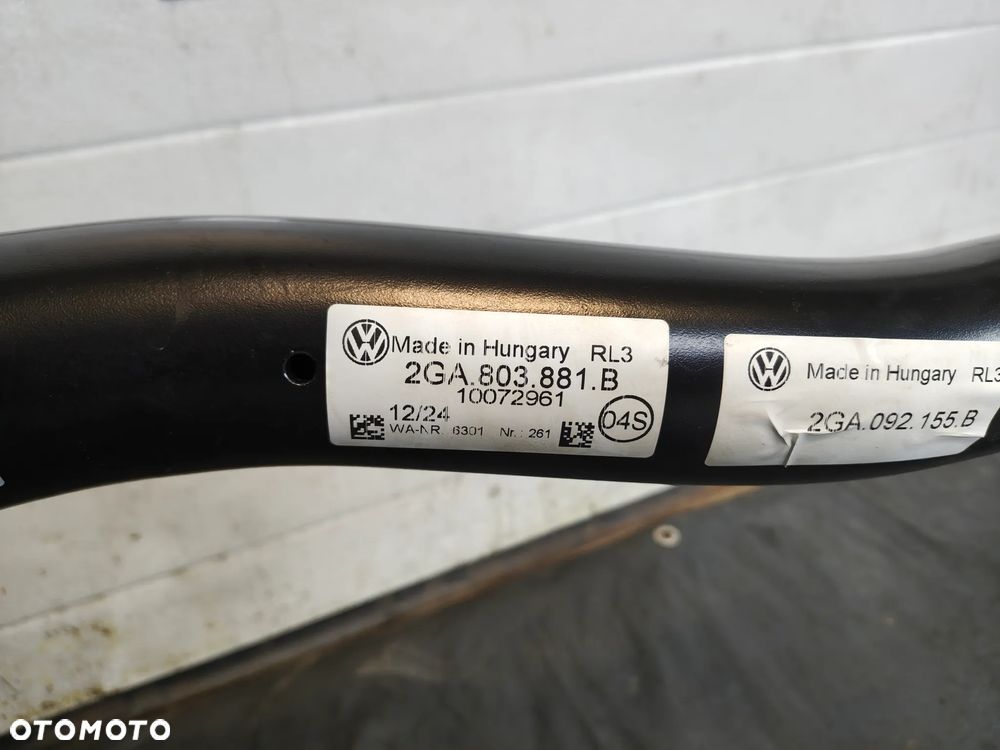 Made in Hungary RL3
2GA.803.881.B
10072961
12/24
WA-NR. 6301 Nr.: 261
04S
Made in Hungary RL3
2GA.092.155.B
OTOMOTO